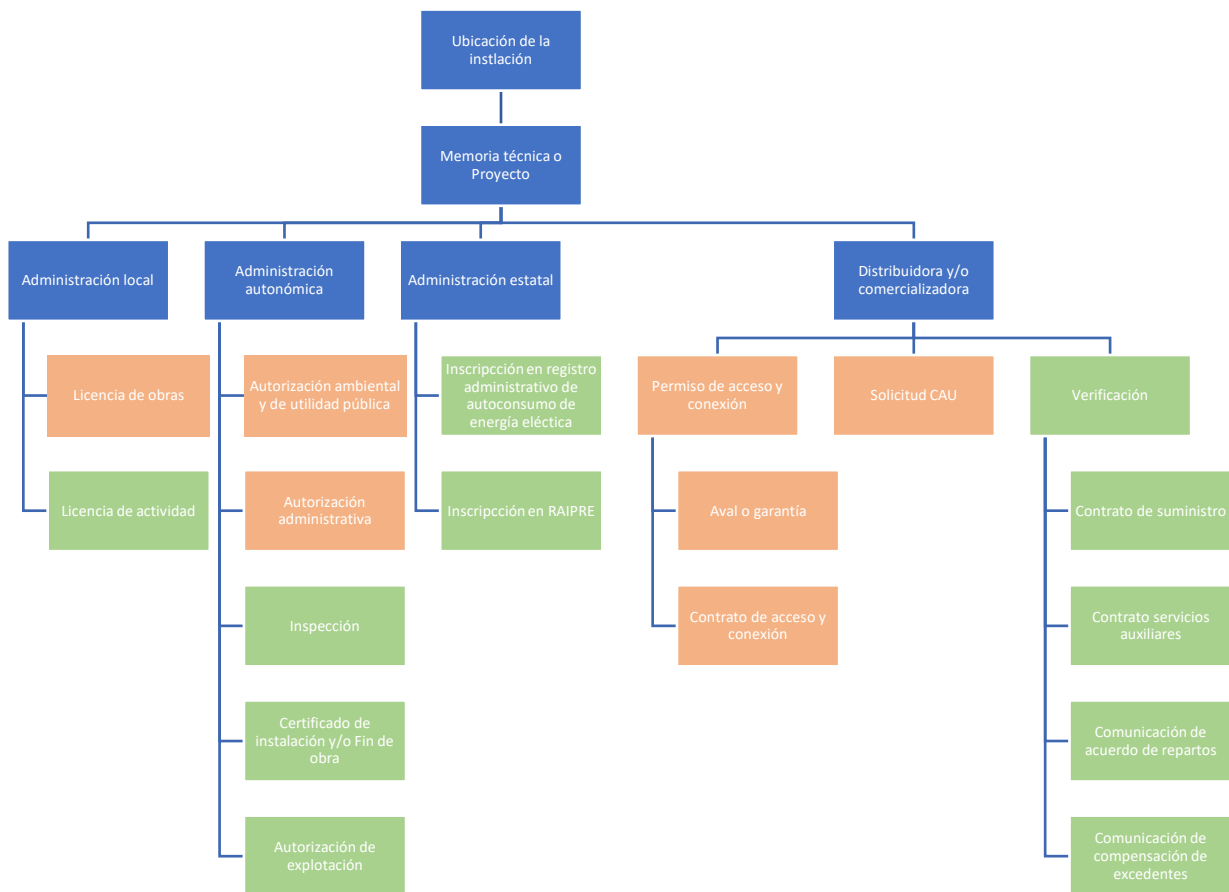 Ubicación de la
instlación
Memoria técnica o
Proyecto
Administración local
Administración
autonómica
Administración estatal
Distribuidora y/o
comercializadora
Licencia de obras
Autorización ambiental
y de utilidad pública
Inscripcción en registro
administrativo de
autoconsumo de
energía eléctica
Permiso de acceso y
conexión
Solicitud CAU
Verificación
Licencia de actividad
Autorización
administrativa
Inscripcción en RAIPRE
Aval o garantía
Contrato de suministro
Inspección
Contrato de acceso y
conexión
Contrato servicios
auxiliares
Certificado de
instalación y/o Fin de
obra
Comunicación de
acuerdo de repartos
Autorización de
explotación
Comunicación de
compensación de
excedentes